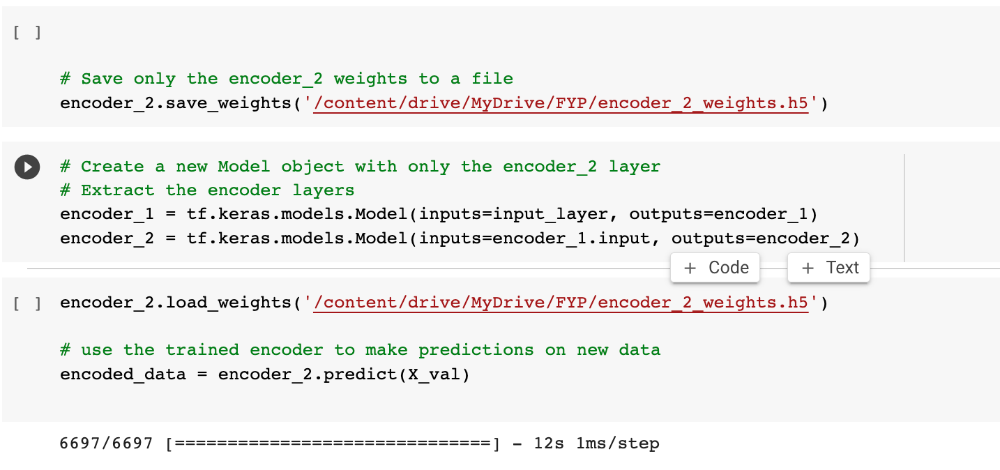 [ ]
# Save only the encoder_2 weights to a file
encoder_2.save_weights('/content/drive/MyDrive/FYP/encoder_2_weights.h5')
# Create a new Model object with only the encoder_2 layer
# Extract the encoder layers
encoder_1 = tf.keras.models.Model(inputs=input_layer, outputs=encoder_1)
encoder_2 = tf.keras.models.Model(inputs=encoder_1.input, outputs=encoder_2)
+ Code + Text
[ ] encoder_2.load_weights('/content/drive/MyDrive/FYP/encoder_2_weights.h5')
# use the trained encoder to make predictions on new data
encoded_data = encoder_2.predict(X_val)
6697/6697 [==============================] - 12s 1ms/step